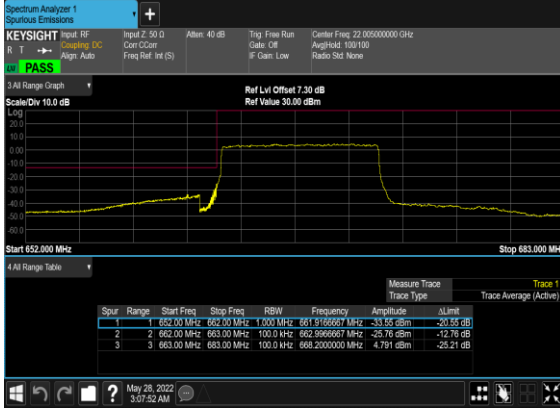 Spectrum Analyzer 1
Spurious Emissions
+
KEYSIGHT Input: RF Input Z: 50 Ω Atten: 40 dB Trig: Free Run Center Freq: 22.005000000 GHz
R T Coupling: DC Corr CCorr Gate: Off Avg|Hold: 100/100
Align: Auto Freq Ref: Int (S) IF Gain: Low Radio Std: None
PASS
3 All Range Graph
Ref Lvl Offset 7.30 dB
Scale/Div 10.0 dB Ref Value 30.00 dBm
Log
20.0
10.0
0.00
-10.0
-20.0
-30.0
-40.0
-50.0
-60.0
Start 652.000 MHz Stop 683.000 MH
4 All Range Table
Measure Trace Trace 1
Trace Type Trace Average (Active)
Spur Range Start Freq Stop Freq RBW Frequency Amplitude ΔLimit
1 1 652.00 MHz 662.00 MHz 1.000 MHz 661.9166667 MHz -33.55 dBm -20.55 dB
2 2 662.00 MHz 663.00 MHz 100.0 kHz 662.9966667 MHz -25.76 dBm -12.76 dB
3 3 663.00 MHz 683.00 MHz 100.0 kHz 668.2000000 MHz 4.791 dBm -25.21 dB
?
May 28, 2022
3:07:52 AM